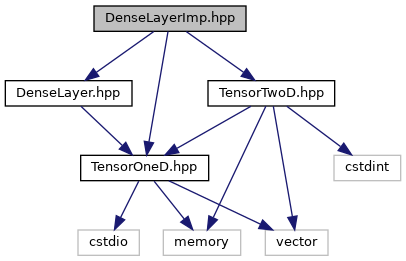 DenseLayerImp.hpp
DenseLayer.hpp
TensorTwoD.hpp
TensorOneD.hpp
cstdint
cstdio
memory
vector